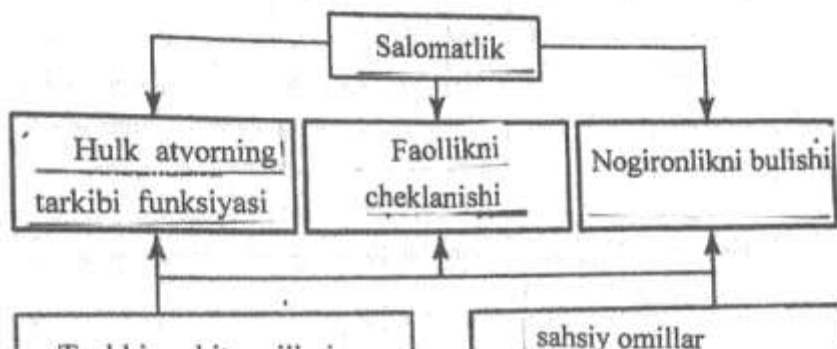 Salomatlik
Hulk atvorning
tarkibi funksiyasi
Faollikni
cheklanishi
Nogironlikni bulishi
sahsiy omillar